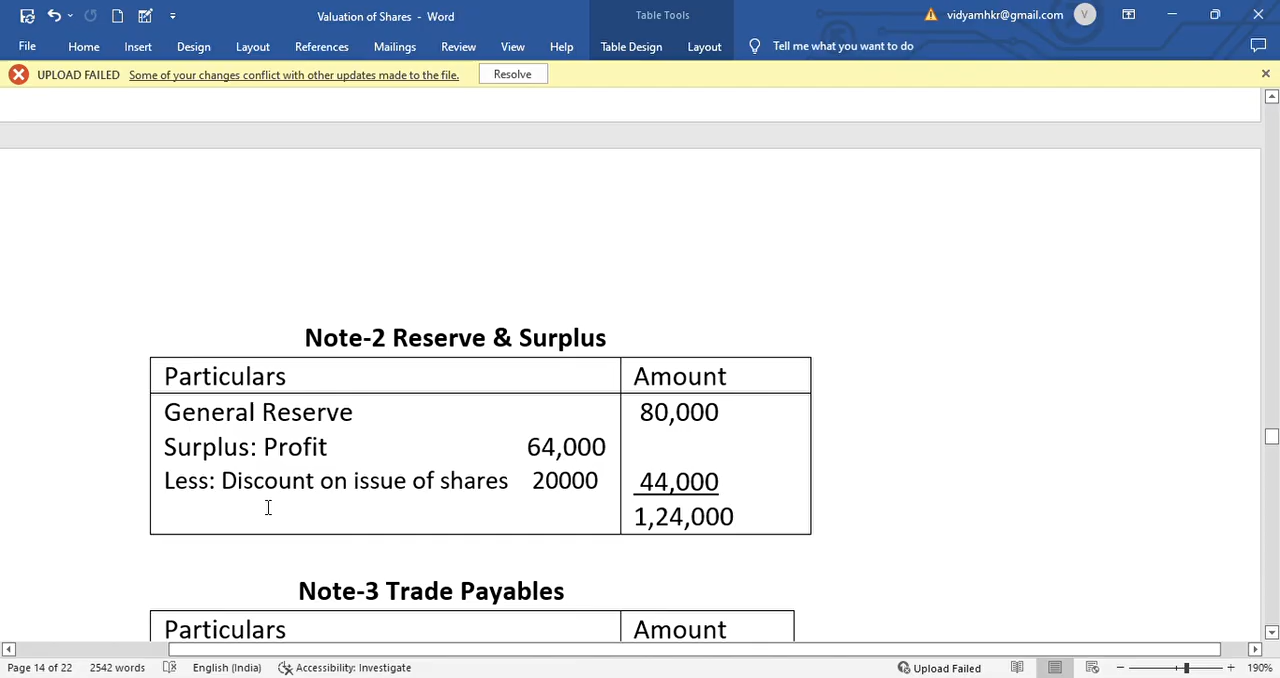 Valuation of Shares - Word
Table Tools
vidyamhkr@gmail.com
V
File Home Insert Design Layout References Mailings Review View Help Table Design Layout Tell me what you want to do
UPLOAD FAILED Some of your changes conflict with other updates made to the file. Resolve
Note-2 Reserve & Surplus
Particulars Amount
General Reserve 80,000
Surplus: Profit 64,000
Less: Discount on issue of shares 20000 44,000
1,24,000
Note-3 Trade Payables
Particulars Amount
Page 14 of 22 2542 words English (India) Accessibility: Investigate Upload Failed 190%